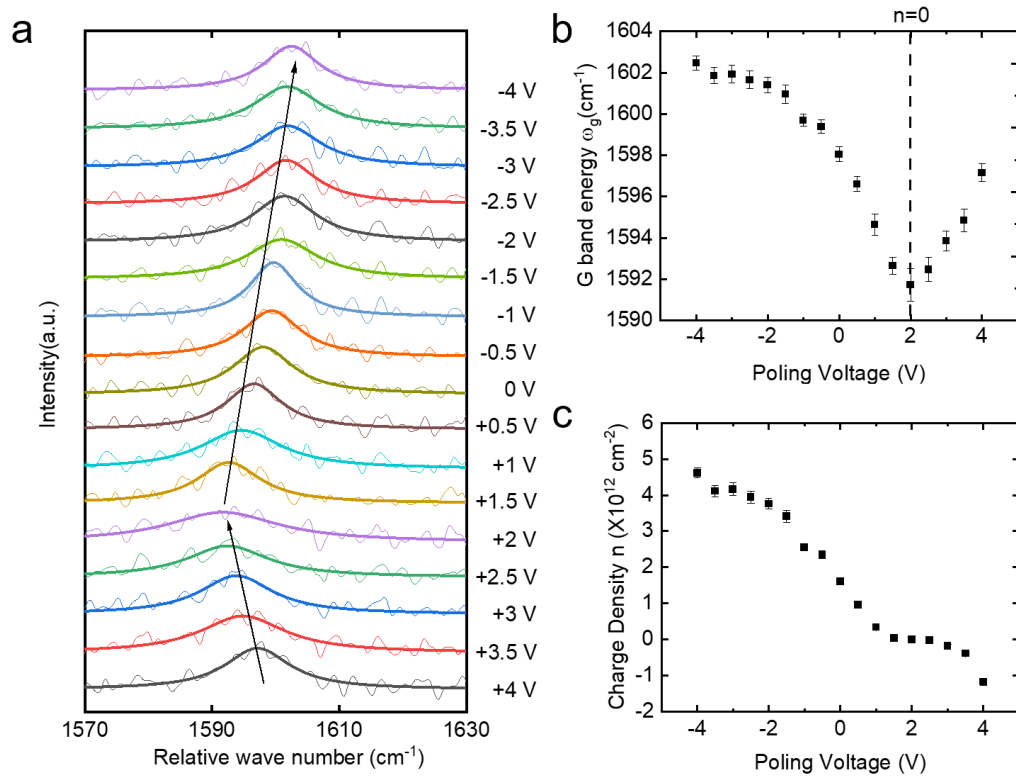 a
-4 V
-3.5 V
-3 V
-2.5 V
-2 V
-1.5 V
-1 V
-0.5 V
0 V
+0.5 V
+1 V
+1.5 V
+2 V
+2.5 V
+3 V
+3.5 V
+4 V
Intensity(a.u.)
1570 1590 1610 1630
Relative wave number (cm-1)
b
n=0
1604
1602
1600
1598
1596
1594
1592
1590
G band energy ωg(cm-1)
-4 -2 0 2 4
Poling Voltage (V)
c
6
5
4
3
2
1
0
-1
-2
Charge Density n (X10^12 cm-2)
-4 -2 0 2 4
Poling Voltage (V)